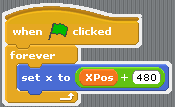 when clicked
forever
set x to XPos + 480